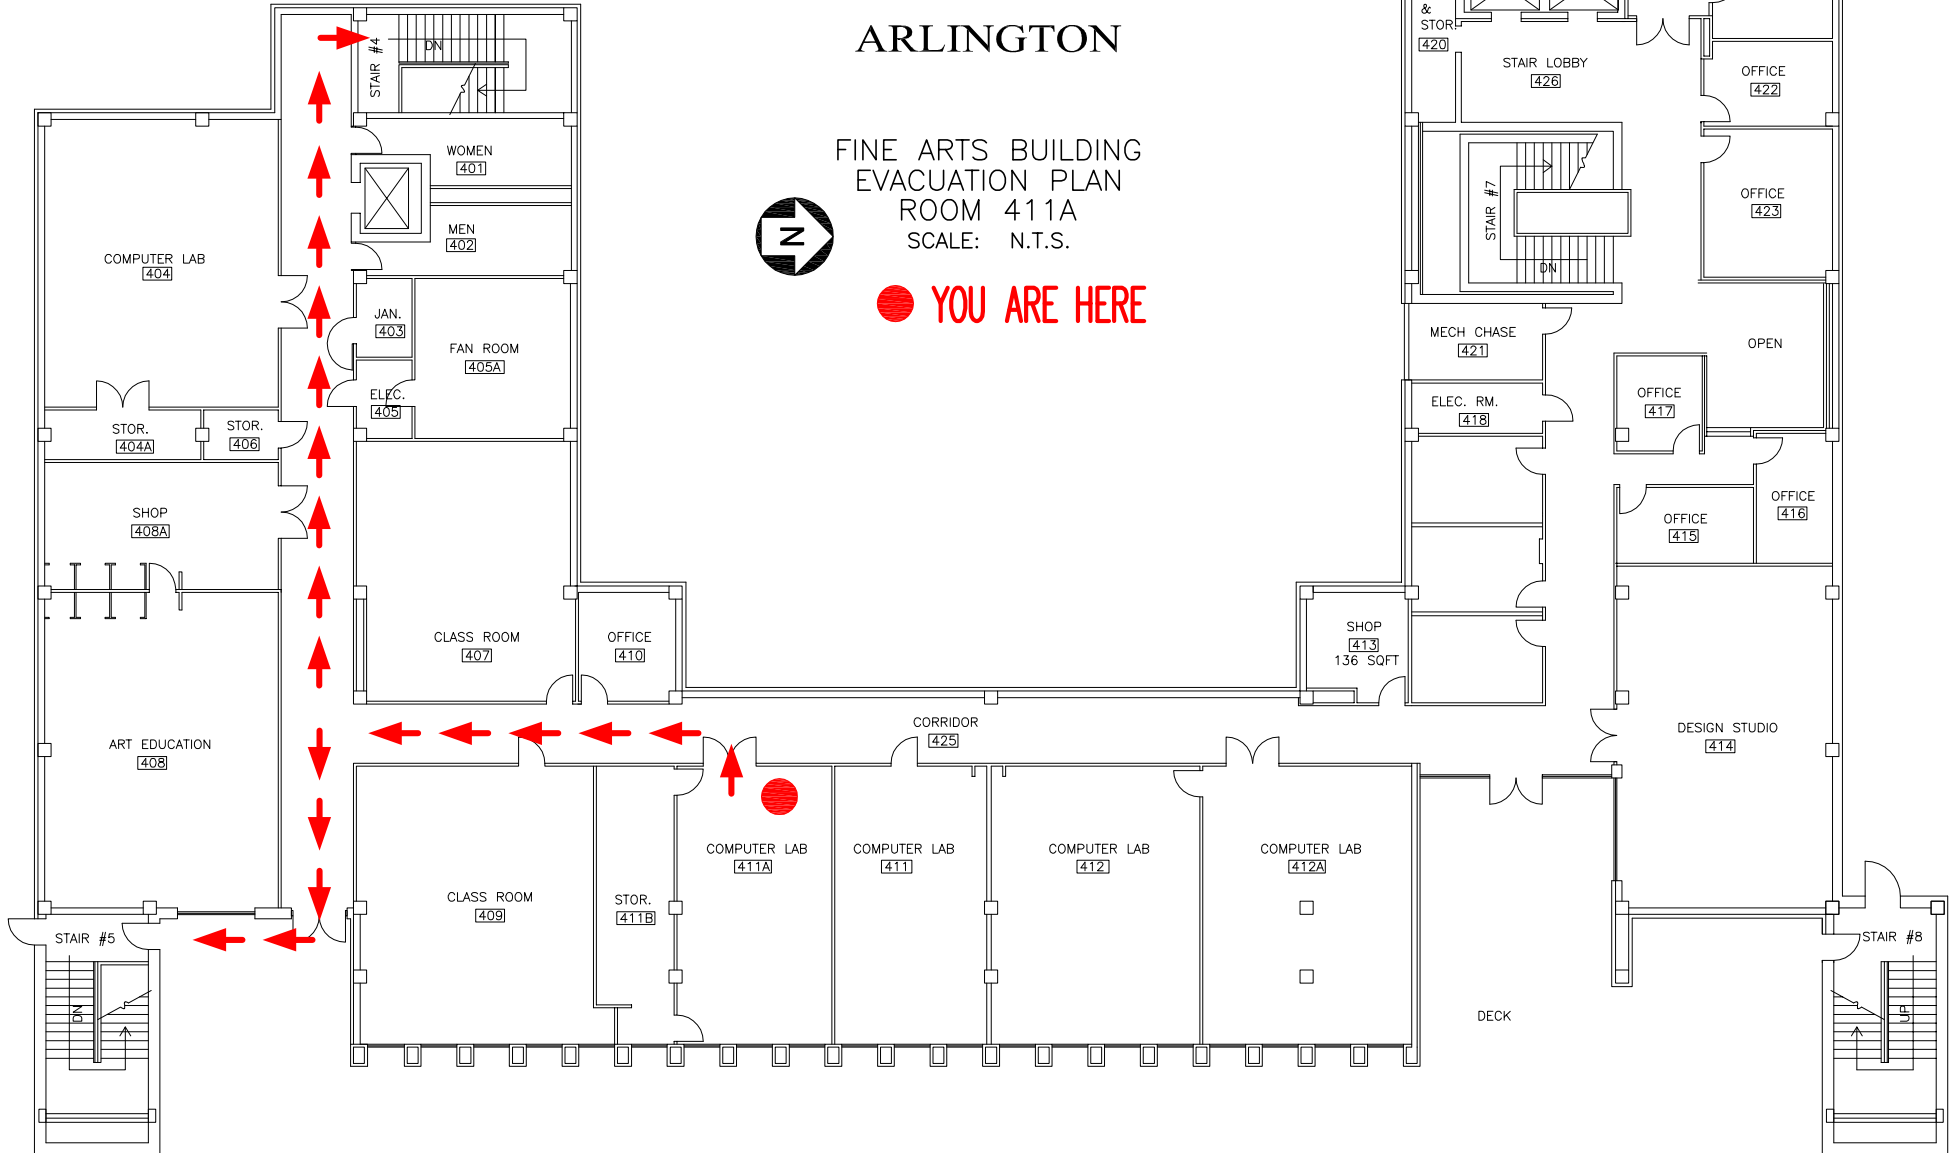 ARLINGTON
FINE ARTS BUILDING
EVACUATION PLAN
ROOM 411A
SCALE: N.T.S.
N
YOU ARE HERE
STAIR #4
DN
WOMEN
401
MEN
402
COMPUTER LAB
404
JAN.
403
FAN ROOM
405A
ELEC.
405
STOR.
404A
STOR.
406
SHOP
408A
CLASS ROOM
407
OFFICE
410
ART EDUCATION
408
CORRIDOR
425
CLASS ROOM
409
STOR.
411B
COMPUTER LAB
411A
COMPUTER LAB
411
COMPUTER LAB
412
COMPUTER LAB
412A
STAIR #5
DN
&
STOR.
420
STAIR LOBBY
426
OFFICE
422
OFFICE
423
STAIR #7
DN
MECH CHASE
421
OPEN
ELEC. RM.
418
OFFICE
417
OFFICE
416
OFFICE
415
SHOP
413
136 SQFT
DESIGN STUDIO
414
STAIR #8
UP
DECK